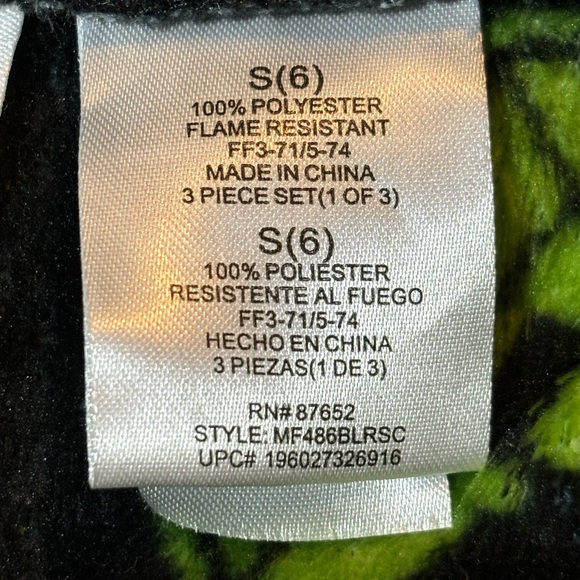 S(6)
100% POLYESTER
FLAME RESISTANT
FF3-71/5-74
MADE IN CHINA
3 PIECE SET(1 OF 3)
S(6)
100% POLIESTER
RESISTENTE AL FUEGO
FF3-71/5-74
HECHO EN CHINA
3 PIEZAS(1 DE 3)
RN# 87652
STYLE: MF486BLRSC
UPC# 196027326916